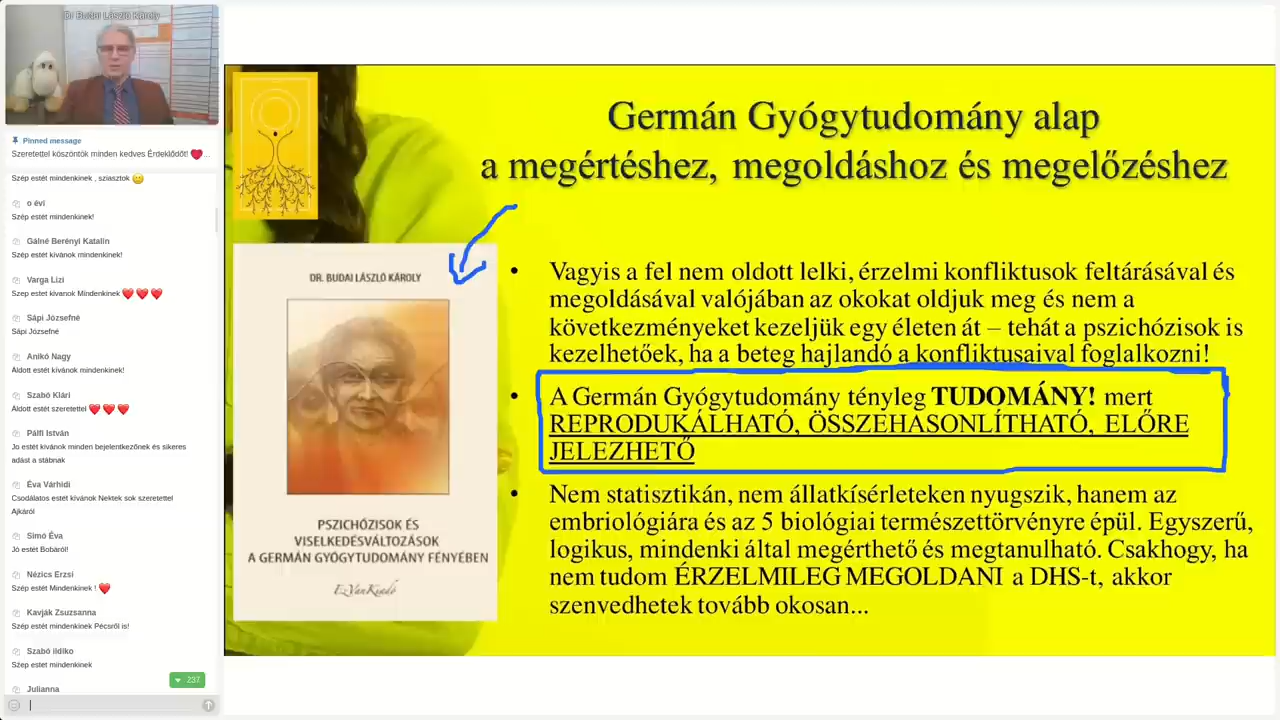 Dr Budai László Károly
Pinned message
Szeretettel köszöntök minden kedves Érdeklődőt! ❤️...
Szép estét mindenkinek , sziasztok 🙂
o évi
Szép estét mindenkinek!
Gálné Berényi Katalin
Szép estét kívánok mindenkinek!
Varga Lizi
Szep estet kivanok Mindenkinek ❤️ ❤️ ❤️
Sápi Józsefné
Sápi Józsefné
Anikó Nagy
Áldott estét kívánok mindenkinek!
Szabó Klári
Áldott estét szeretettel ❤️ ❤️ ❤️
Pálfi István
Jo estét kívánok minden bejelentkezőnek és sikeres
adást a stábnak
Éva Várhidi
Csodálatos estét kívánok Nektek sok szeretettel
Ajkáról
Simó Éva
Jó estét Bobáról!
Nézics Erzsi
Szép estét Mindenkinek ! ❤️
Kavják Zsuzsanna
Szép estét mindenkinek Pécsről is!
Szabó ildiko
Szép estét mindenkinek
237
Julianna
Germán Gyógytudomány alap
a megértéshez, megoldáshoz és megelőzéshez
DR. BUDAI LÁSZLÓ KÁROLY
PSZICHÓZISOK ÉS
VISELKEDÉSVÁLTOZÁSOK
A GERMÁN GYÓGYTUDOMÁNY FÉNYÉBEN
EzVanKiadó
• Vagyis a fel nem oldott lelki, érzelmi konfliktusok feltárásával és
megoldásával valójában az okokat oldjuk meg és nem a
következményeket kezeljük egy életen át – tehát a pszichózisok is
kezelhetőek, ha a beteg hajlandó a konfliktusaival foglalkozni!
• A Germán Gyógytudomány tényleg TUDOMÁNY! mert
REPRODUKÁLHATÓ, ÖSSZEHASONLÍTHATÓ, ELŐRE
JELEZHETŐ
• Nem statisztikán, nem állatkísérleteken nyugszik, hanem az
embriológiára és az 5 biológiai természettörvényre épül. Egyszerű,
logikus, mindenki által megérthető és megtanulható. Csakhogy, ha
nem tudom ÉRZELMILEG MEGOLDANI a DHS-t, akkor
szenvedhetek tovább okosan...